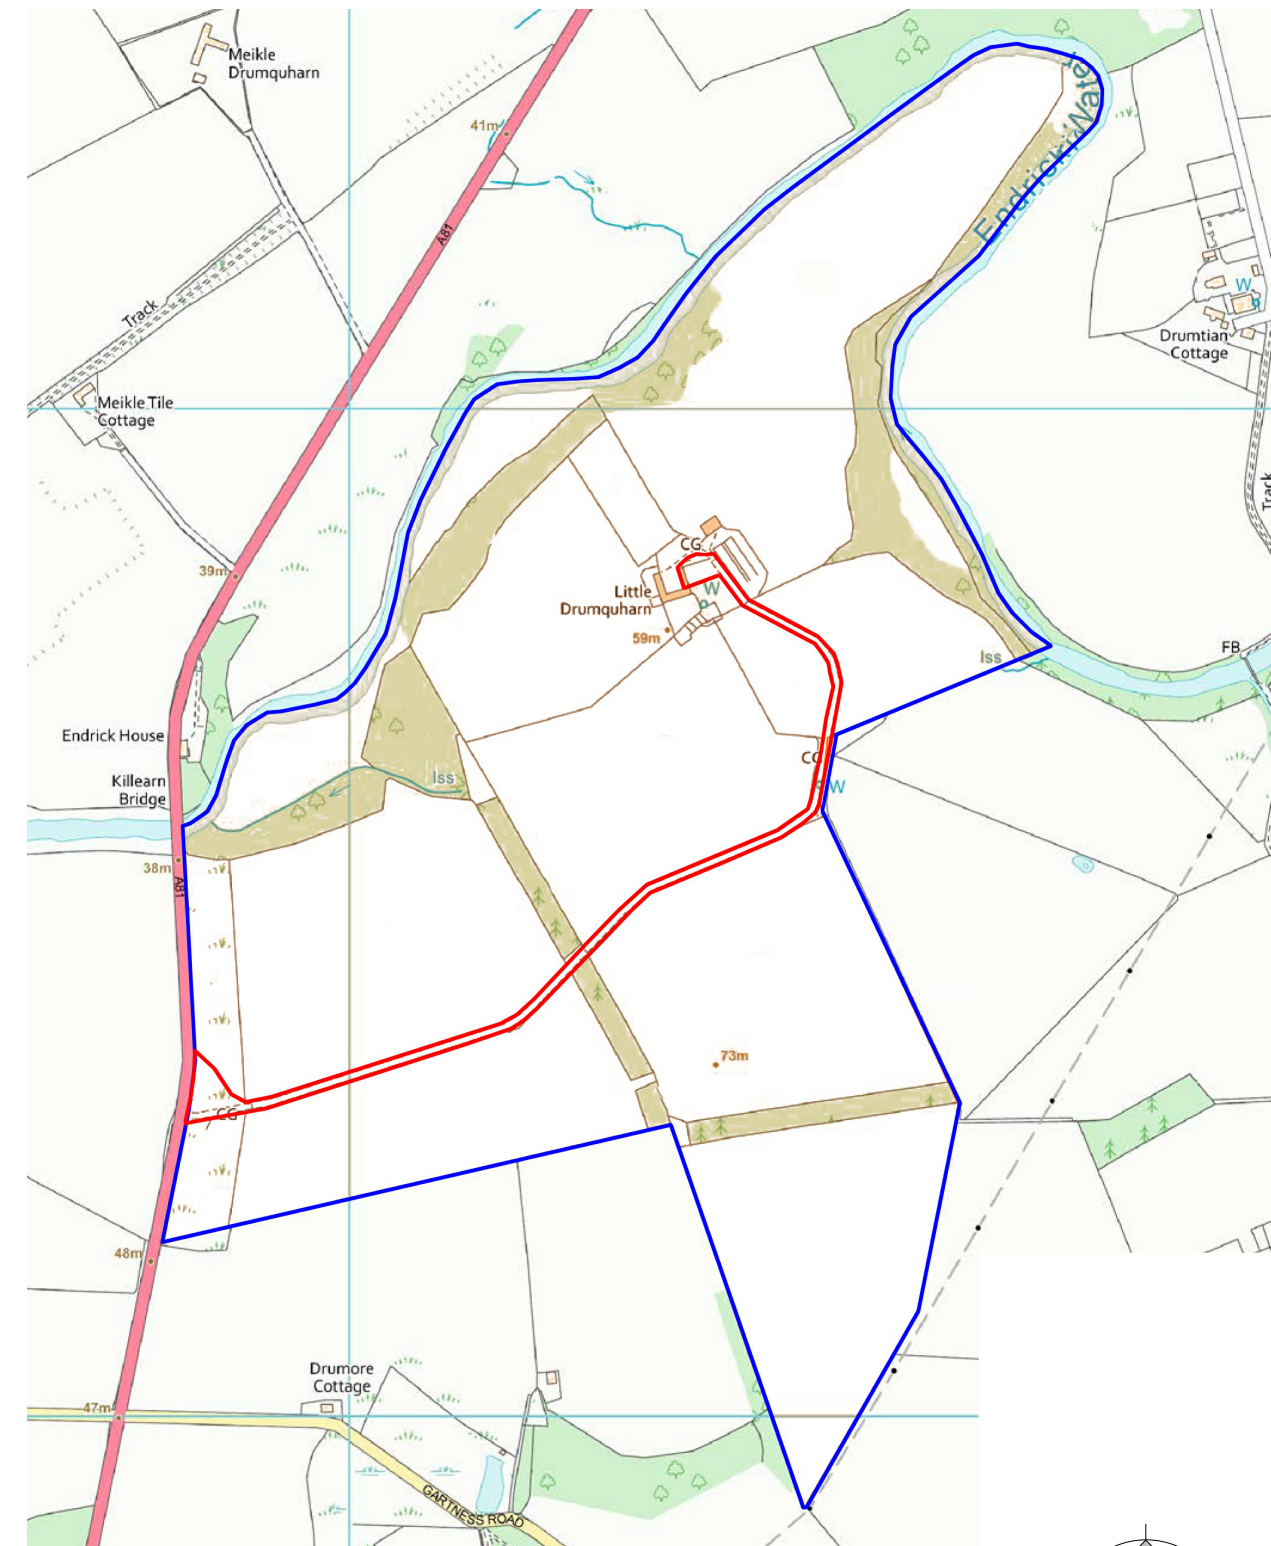 Meikle
Drumquharn
41m
Endrick Water
A81
Track
W
Drumtian
Cottage
Meikle Tile
Cottage
Track
39m
CG
Little
Drumquharn
W
59m
Iss
FB
Endrick House
Killearn
Bridge
Iss
CG
W
38m
A81
73m
CG
48m
Drumore
Cottage
47m
GARTNESS ROAD